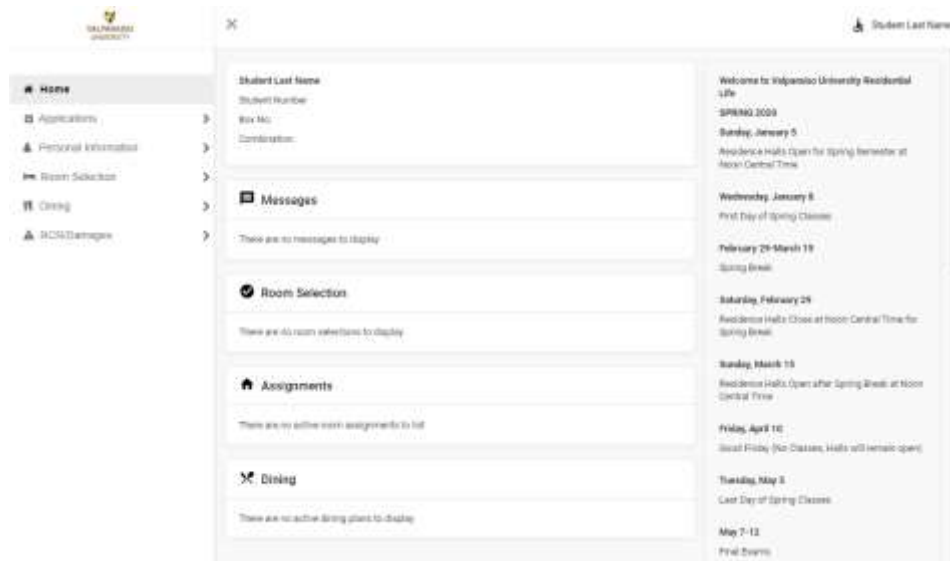 VALPARAISO
UNIVERSITY
Home
Applications
Personal Information
Room Selection
Dining
RCR/Damages
Student Last Name
Student Last Name
Student Number
Box No.
Combination:
Messages
There are no messages to display
Room Selection
There are no room selections to display
Assignments
There are no active room assignments to list
Dining
There are no active dining plans to display
Welcome to Valparaiso University Residential
Life
SPRING 2020
Sunday, January 5
Residence Halls Open for Spring Semester at
Noon Central Time
Wednesday, January 8
First Day of Spring Classes
February 29-March 15
Spring Break
Saturday, February 29
Residence Halls Close at Noon Central Time for
Spring Break
Sunday, March 15
Residence Halls Open after Spring Break at Noon
Central Time
Friday, April 10
Good Friday (No Classes, Halls will remain open)
Tuesday, May 5
Last Day of Spring Classes
May 7-12
Final Exams